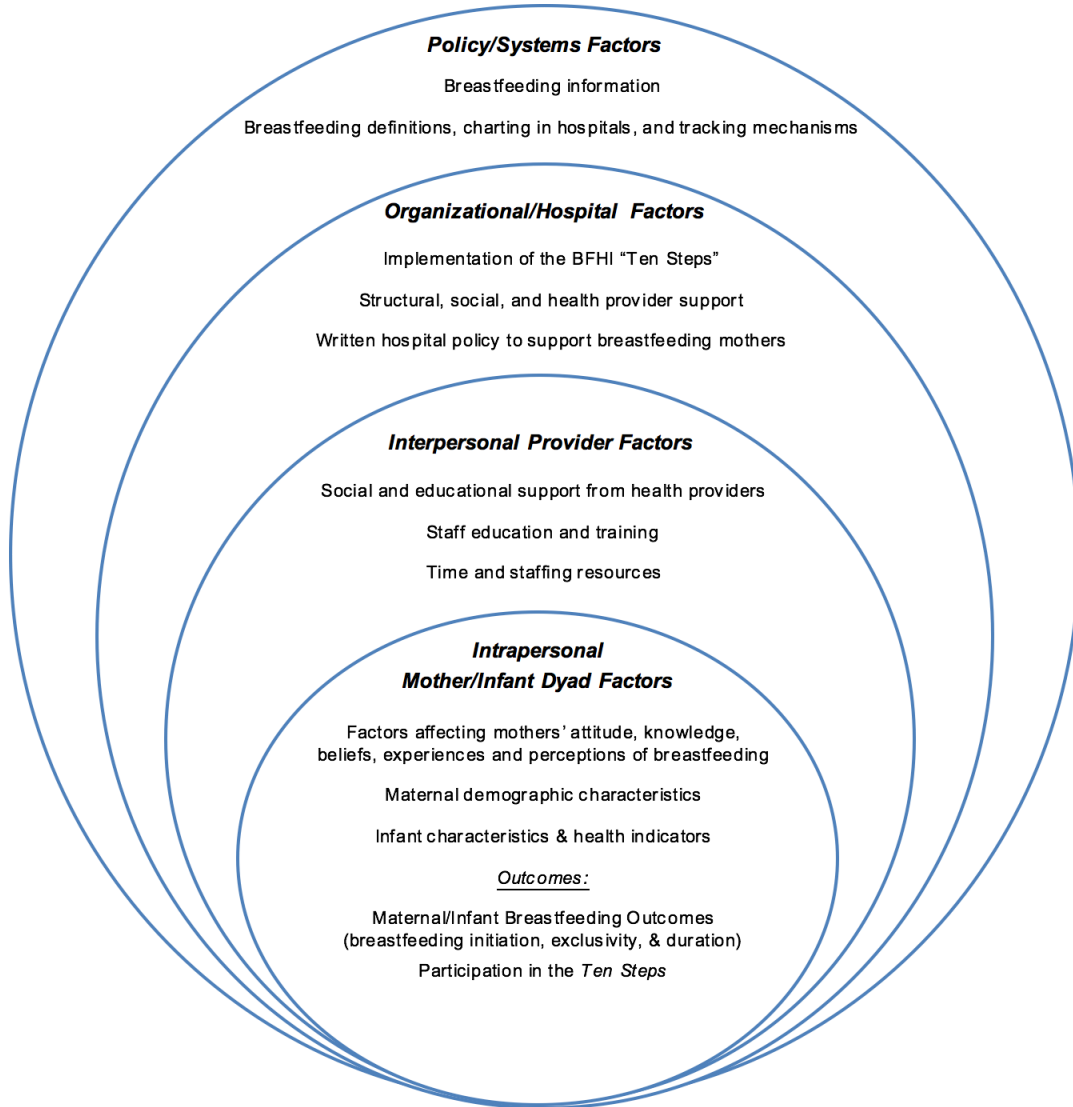 Policy/Systems Factors
Breastfeeding information
Breastfeeding definitions, charting in hospitals, and tracking mechanisms
Organizational/Hospital Factors
Implementation of the BFHI “Ten Steps”
Structural, social, and health provider support
Written hospital policy to support breastfeeding mothers
Interpersonal Provider Factors
Social and educational support from health providers
Staff education and training
Time and staffing resources
Intrapersonal
Mother/Infant Dyad Factors
Factors affecting mothers’ attitude, knowledge,
beliefs, experiences and perceptions of breastfeeding
Maternal demographic characteristics
Infant characteristics & health indicators
Outcomes:
Maternal/Infant Breastfeeding Outcomes
(breastfeeding initiation, exclusivity, & duration)
Participation in the Ten Steps